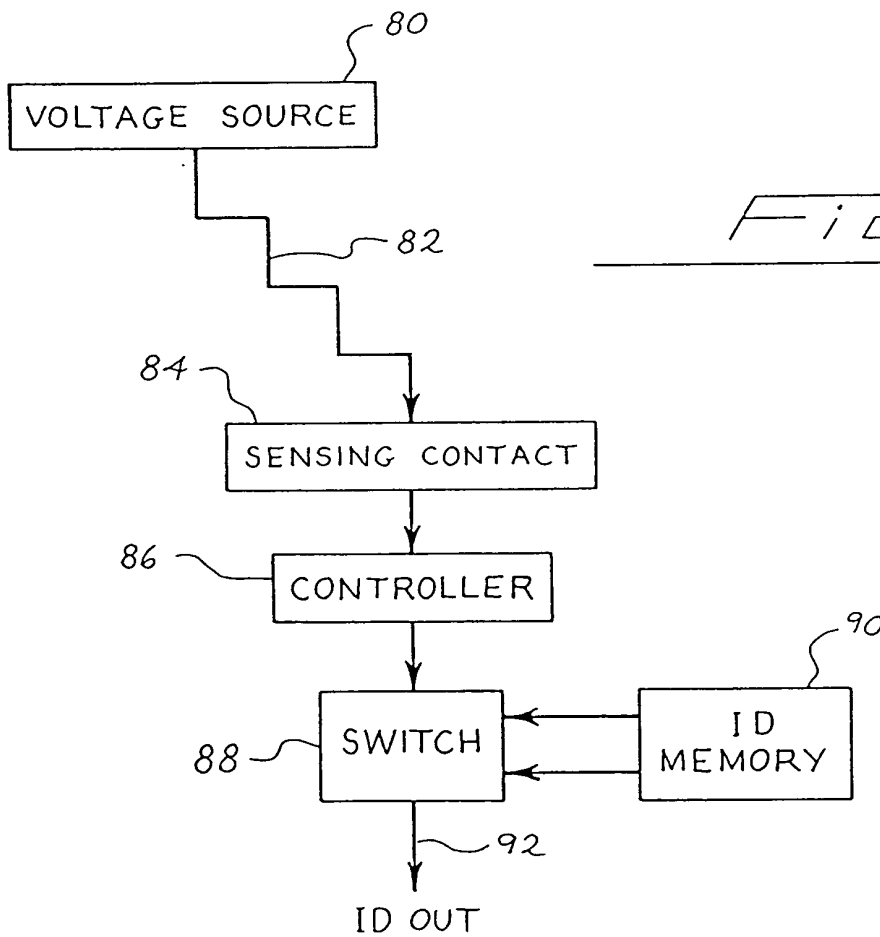 80
VOLTAGE SOURCE
82
84
SENSING CONTACT
86
CONTROLLER
90
88
SWITCH
ID
MEMORY
92
ID OUT